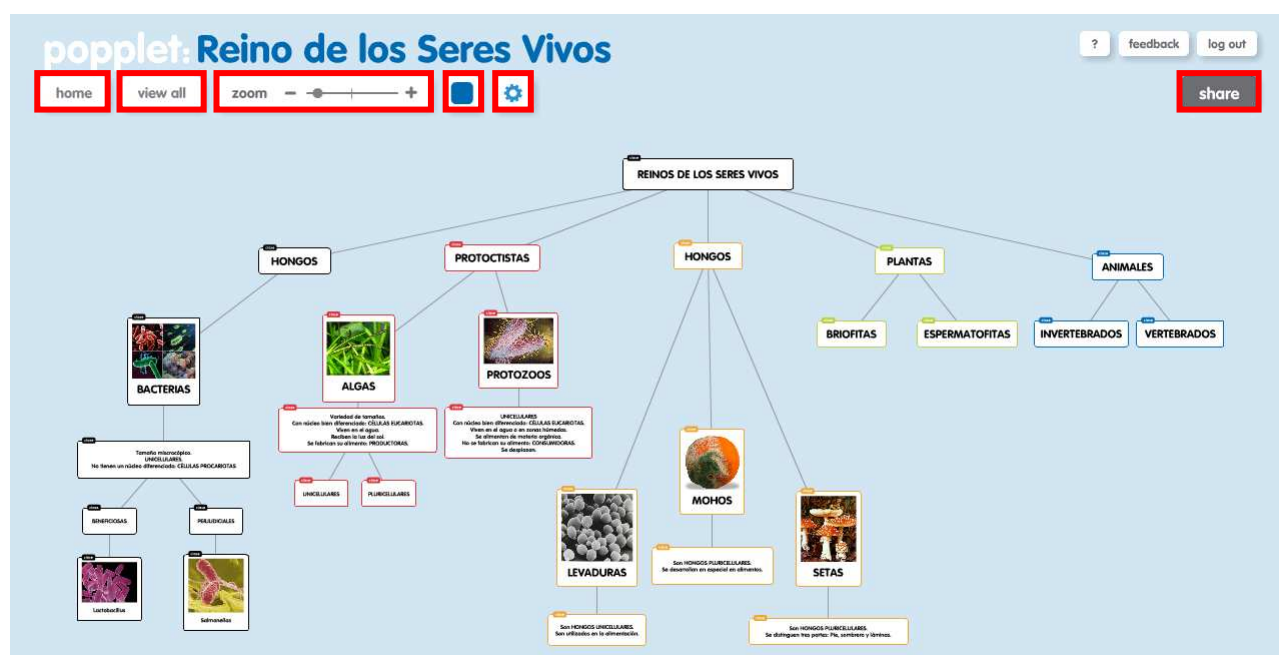 popplet: Reino de los Seres Vivos
? feedback log out
home view all zoom − + share
REINOS DE LOS SERES VIVOS
HONGOS
PROTOCTISTAS
HONGOS
PLANTAS
ANIMALES
BACTERIAS
ALGAS
PROTOZOOS
BRIOFITAS
ESPERMATOFITAS
INVERTEBRADOS
VERTEBRADOS
Variedad de tamaños.
Con núcleo bien diferenciado: CÉLULAS EUCARIOTAS.
Viven en el agua.
Reciben la luz del sol.
Se fabrican su alimento: PRODUCTORAS.
UNICELULARES
Con núcleo bien diferenciado: CÉLULAS EUCARIOTAS.
Viven en el agua o en zonas húmedas.
Se alimentan de materia orgánica.
No se fabrican su alimento: CONSUMIDORAS.
Se desplazan.
Tamaño microscópico.
UNICELULARES.
No tienen un núcleo diferenciado: CÉLULAS PROCARIOTAS
UNICELULARES
PLURICELULARES
BENEFICIOSAS
PERJUDICIALES
Lactobacillus
Salmonellas
MOHOS
LEVADURAS
SETAS
Son HONGOS PLURICELULARES.
Se desarrollan en especial en alimentos.
Son HONGOS UNICELULARES.
Son utilizados en la alimentación.
Son HONGOS PLURICELULARES.
Se distinguen tres partes: Pie, sombrero y láminas.